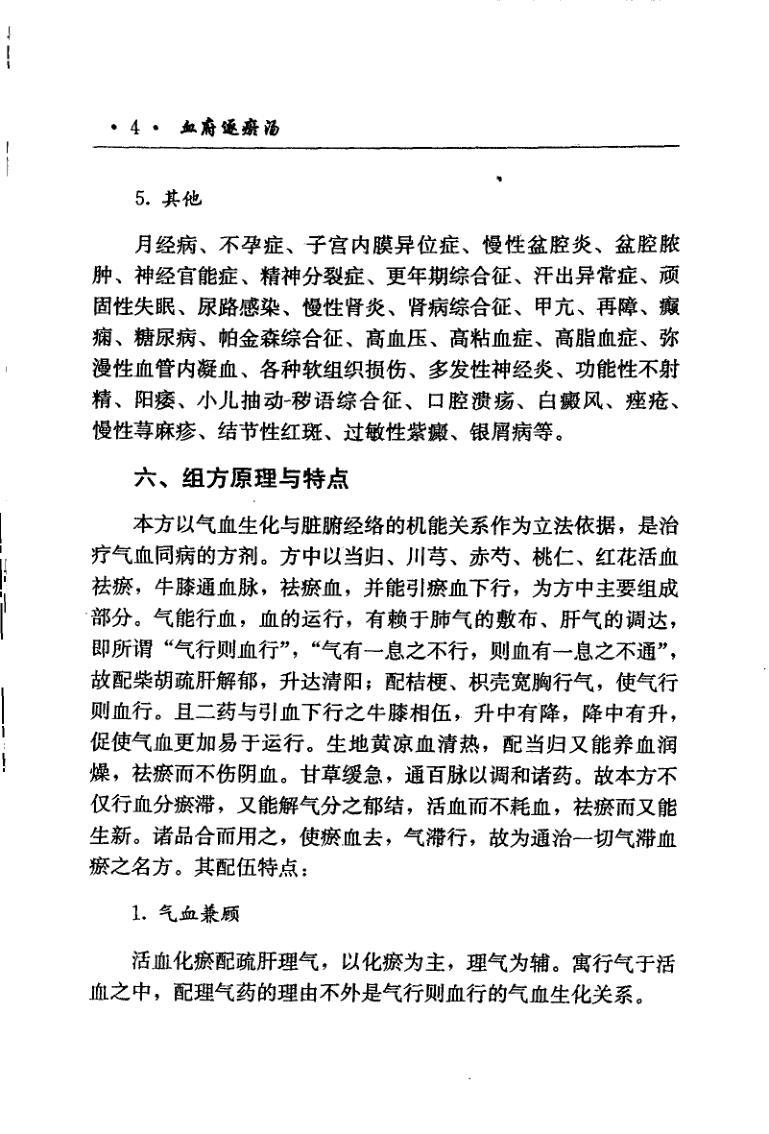 · 4 · 血府逐瘀汤
5. 其他
月经病、不孕症、子宫内膜异位症、慢性盆腔炎、盆腔脓
肿、神经官能症、精神分裂症、更年期综合征、汗出异常症、顽
固性失眠、尿路感染、慢性肾炎、肾病综合征、甲亢、再障、癫
痫、糖尿病、帕金森综合征、高血压、高粘血症、高脂血症、弥
漫性血管内凝血、各种软组织损伤、多发性神经炎、功能性不射
精、阳痿、小儿抽动-秽语综合征、口腔溃疡、白癜风、痤疮、
慢性荨麻疹、结节性红斑、过敏性紫癜、银屑病等。
六、组方原理与特点
本方以气血生化与脏腑经络的机能关系作为立法依据，是治
疗气血同病的方剂。方中以当归、川芎、赤芍、桃仁、红花活血
祛瘀，牛膝通血脉，祛瘀血，并能引瘀血下行，为方中主要组成
部分。气能行血，血的运行，有赖于肺气的敷布、肝气的调达，
即所谓“气行则血行”，“气有一息之不行，则血有一息之不通”，
故配柴胡疏肝解郁，升达清阳；配桔梗、枳壳宽胸行气，使气行
则血行。且二药与引血下行之牛膝相伍，升中有降，降中有升，
促使气血更加易于运行。生地黄凉血清热，配当归又能养血润
燥，祛瘀而不伤阴血。甘草缓急，通百脉以调和诸药。故本方不
仅行血分瘀滞，又能解气分之郁结，活血而不耗血，祛瘀而又能
生新。诸品合而用之，使瘀血去，气滞行，故为通治一切气滞血
瘀之名方。其配伍特点：
1. 气血兼顾
活血化瘀配疏肝理气，以化瘀为主，理气为辅。寓行气于活
血之中，配理气药的理由不外是气行则血行的气血生化关系。